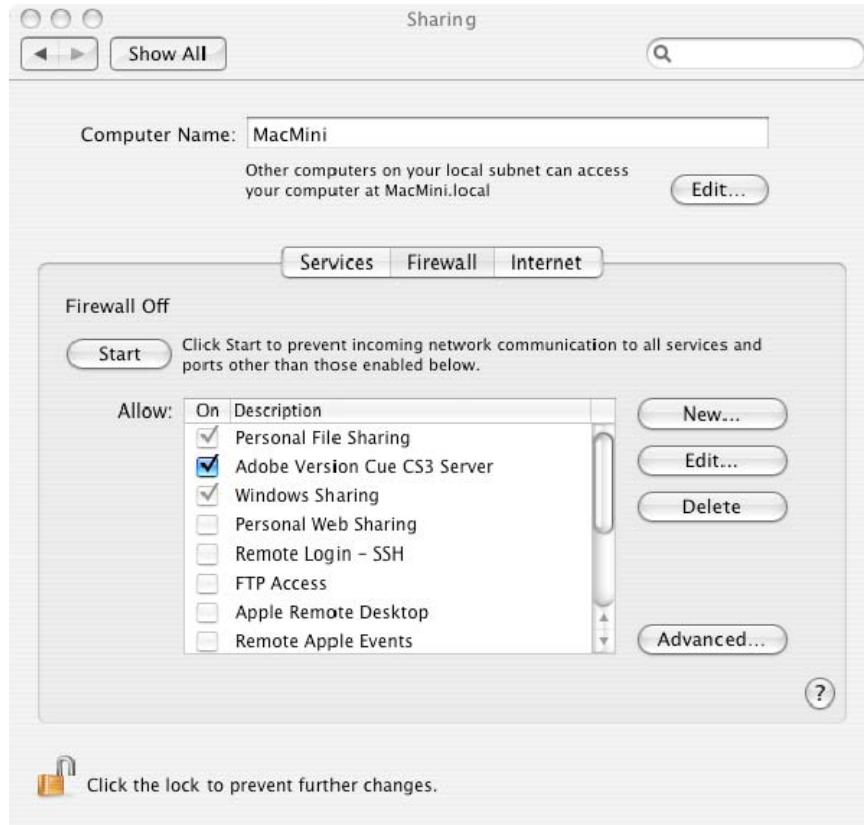 Sharing
Show All
Computer Name: MacMini
Other computers on your local subnet can access
your computer at MacMini.local
Edit...
Services Firewall Internet
Firewall Off
Start
Click Start to prevent incoming network communication to all services and
ports other than those enabled below.
Allow: On Description
Personal File Sharing
Adobe Version Cue CS3 Server
Windows Sharing
Personal Web Sharing
Remote Login – SSH
FTP Access
Apple Remote Desktop
Remote Apple Events
New...
Edit...
Delete
Advanced...
?
Click the lock to prevent further changes.